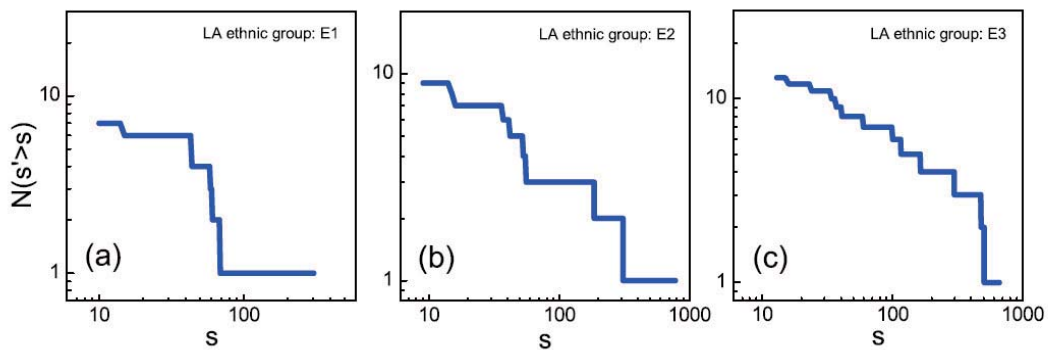 LA ethnic group: E1
LA ethnic group: E2
LA ethnic group: E3
N(s'>s)
10
1
(a)
10
100
s
10
1
(b)
10
100
1000
s
10
1
(c)
10
100
1000
s